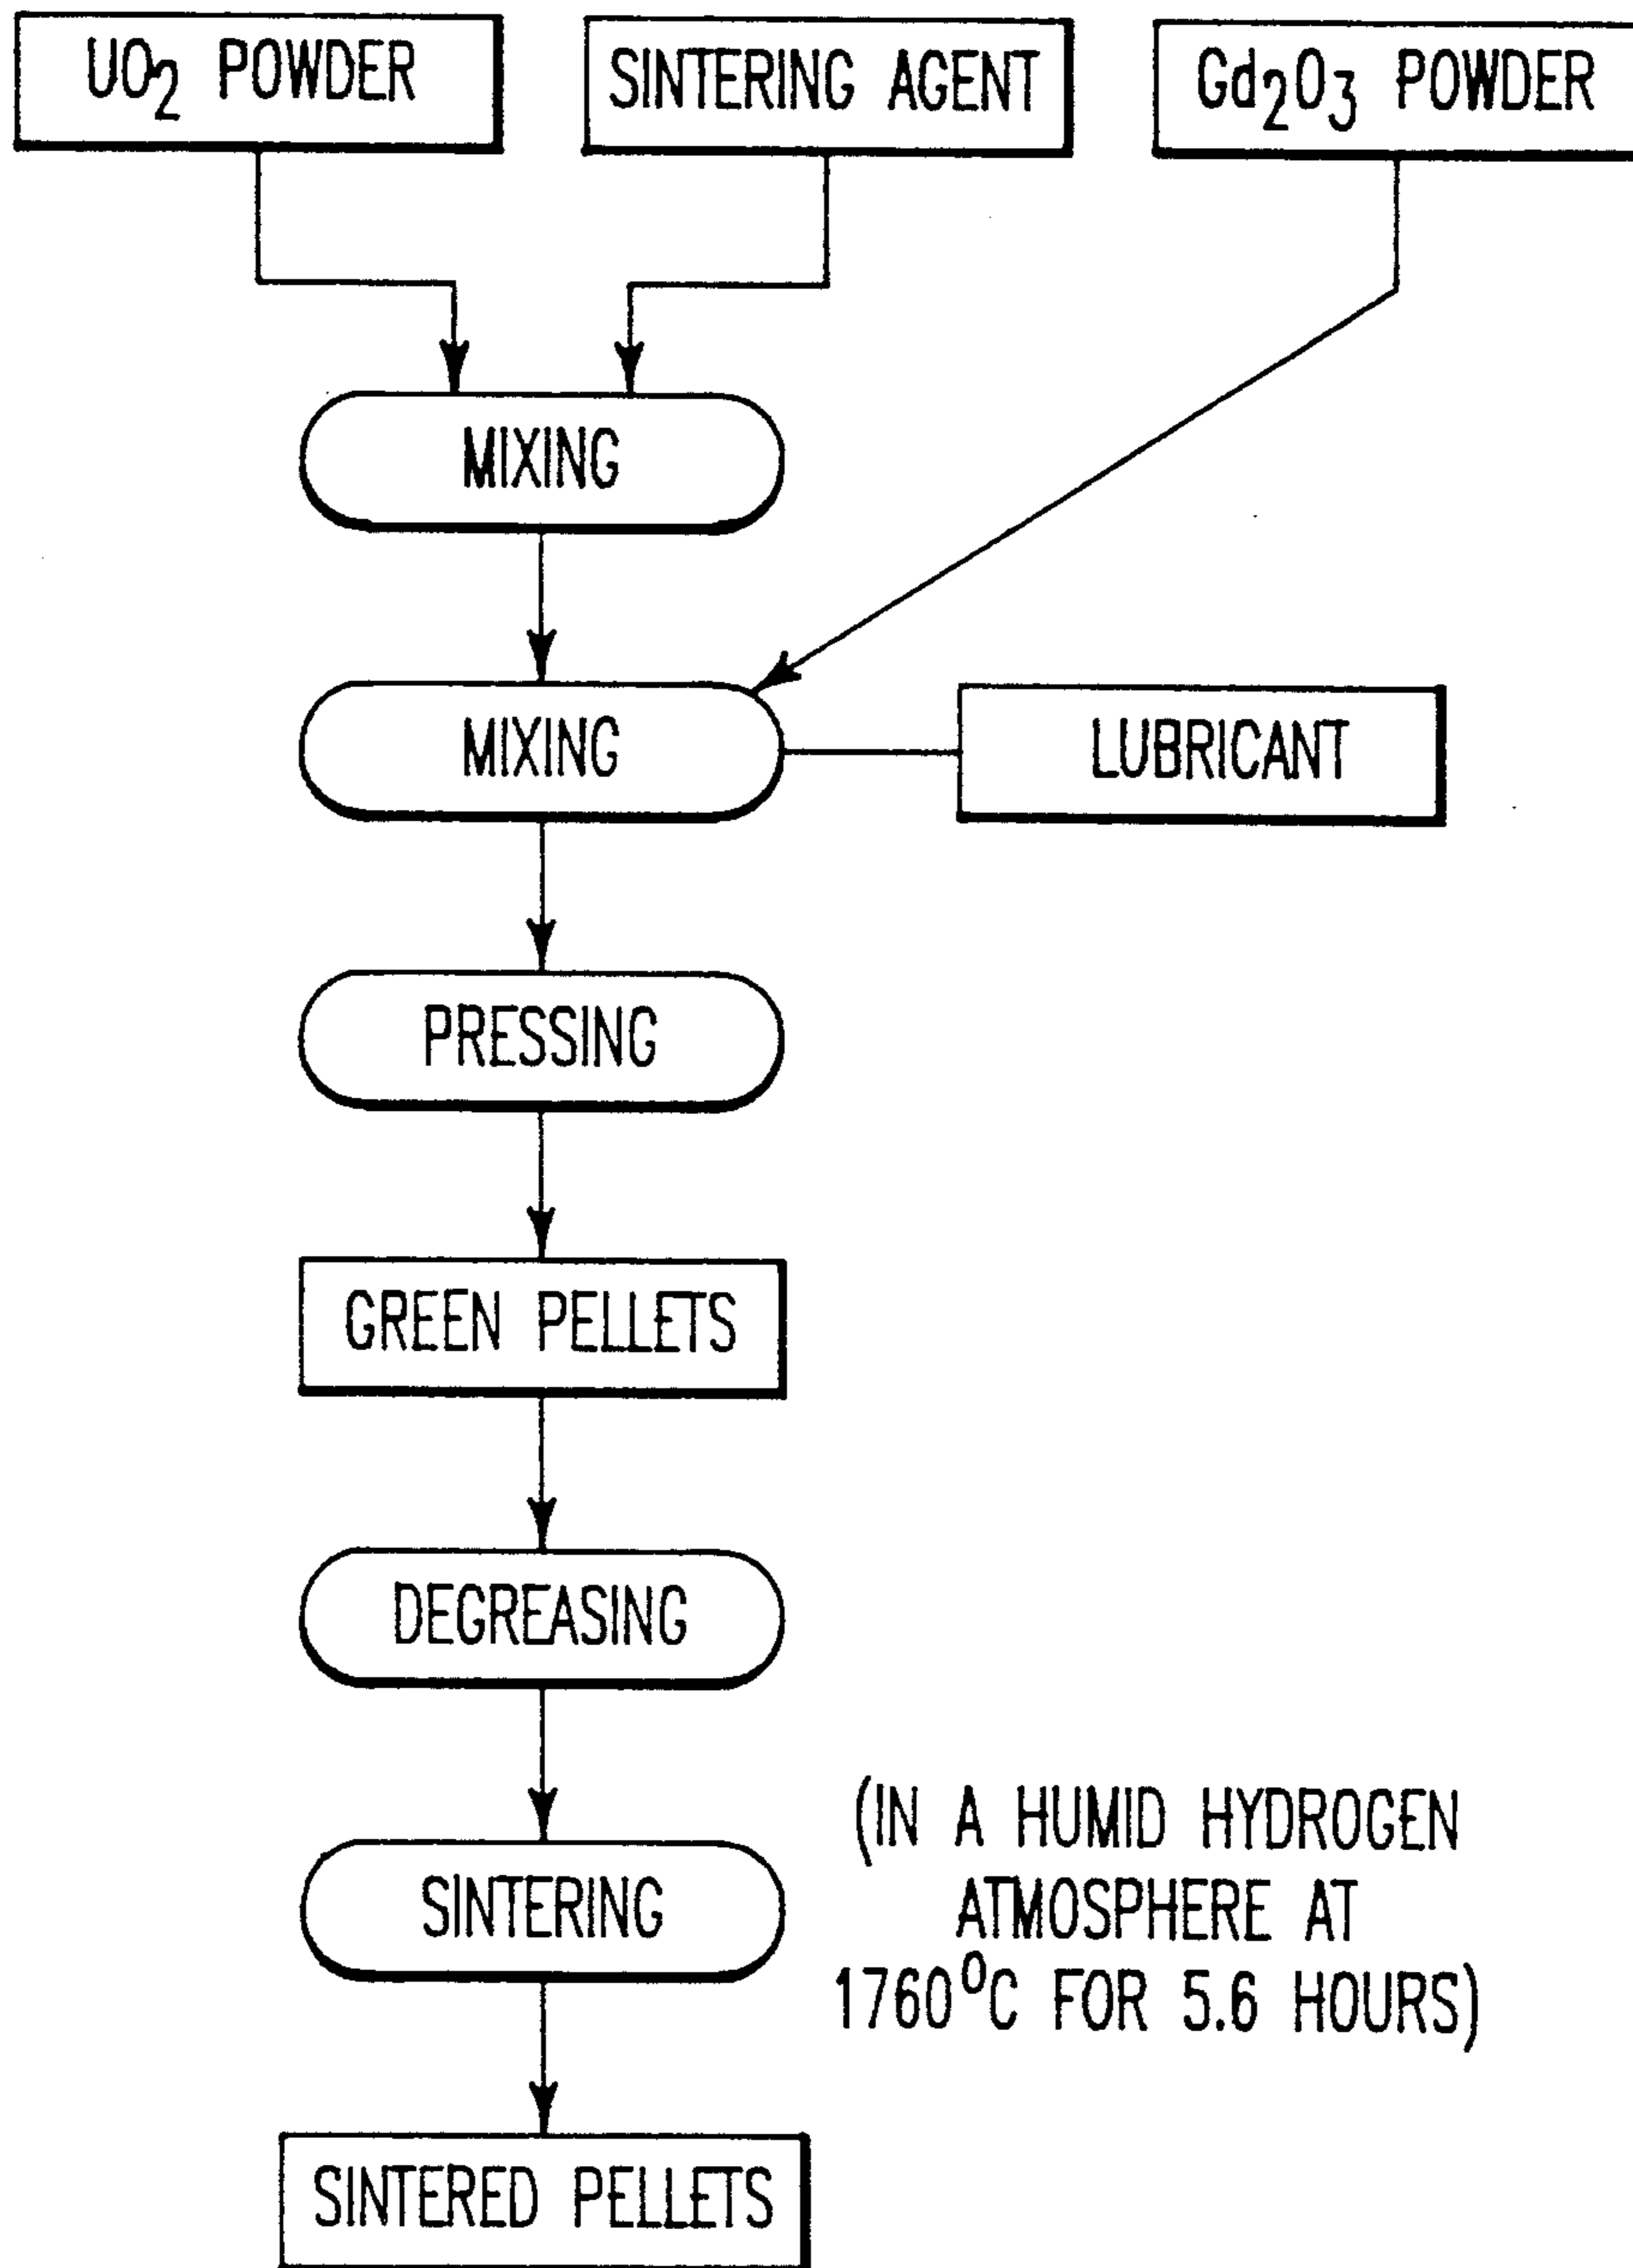 UO₂ POWDER
SINTERING AGENT
Gd₂O₃ POWDER
MIXING
MIXING
LUBRICANT
PRESSING
GREEN PELLETS
DEGREASING
SINTERING
(IN A HUMID HYDROGEN
ATMOSPHERE AT
1760°C FOR 5.6 HOURS)
SINTERED PELLETS